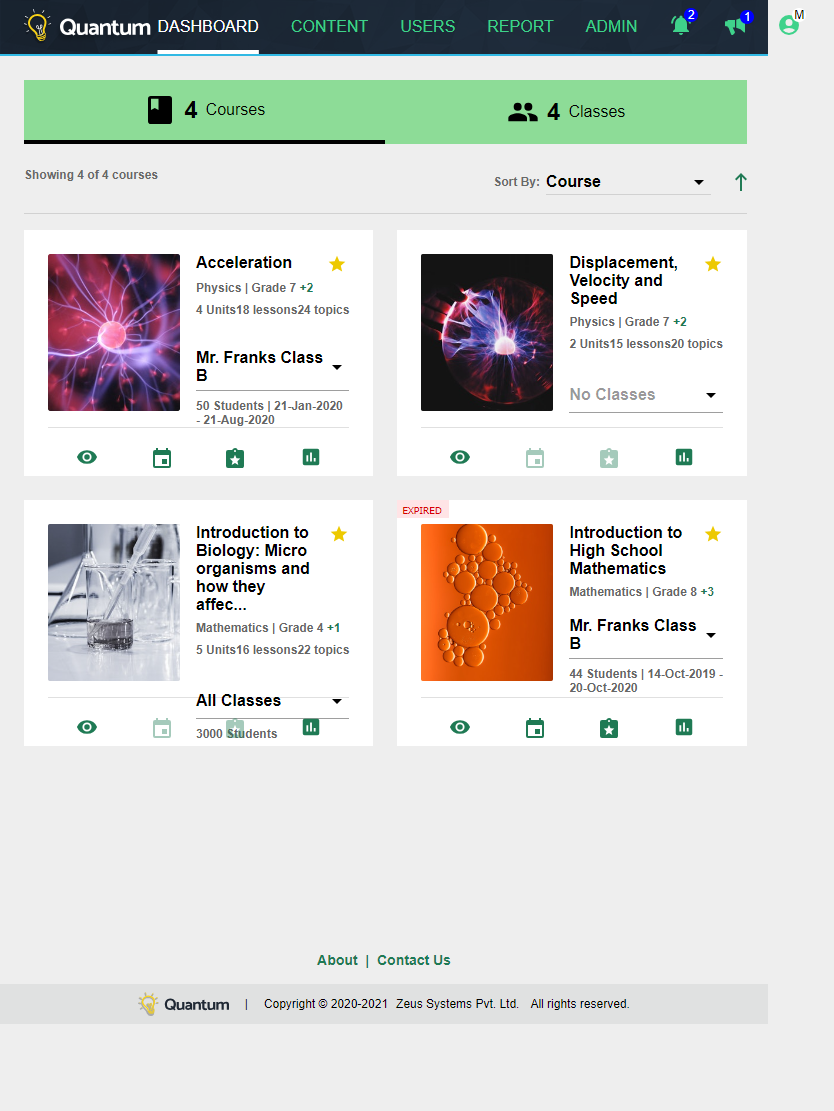 Quantum DASHBOARD CONTENT USERS REPORT ADMIN 2 1 M
4 Courses
4 Classes
Showing 4 of 4 courses
Sort By: Course
Acceleration
Physics | Grade 7 +2
4 Units18 lessons24 topics
Mr. Franks Class
B
50 Students | 21-Jan-2020
- 21-Aug-2020
Displacement,
Velocity and
Speed
Physics | Grade 7 +2
2 Units15 lessons20 topics
No Classes
Introduction to
Biology: Micro
organisms and
how they
affec...
Mathematics | Grade 4 +1
5 Units16 lessons22 topics
All Classes
3000 Students
EXPIRED
Introduction to
High School
Mathematics
Mathematics | Grade 8 +3
Mr. Franks Class
B
44 Students | 14-Oct-2019 -
20-Oct-2020
About | Contact Us
Quantum | Copyright © 2020-2021 Zeus Systems Pvt. Ltd. All rights reserved.